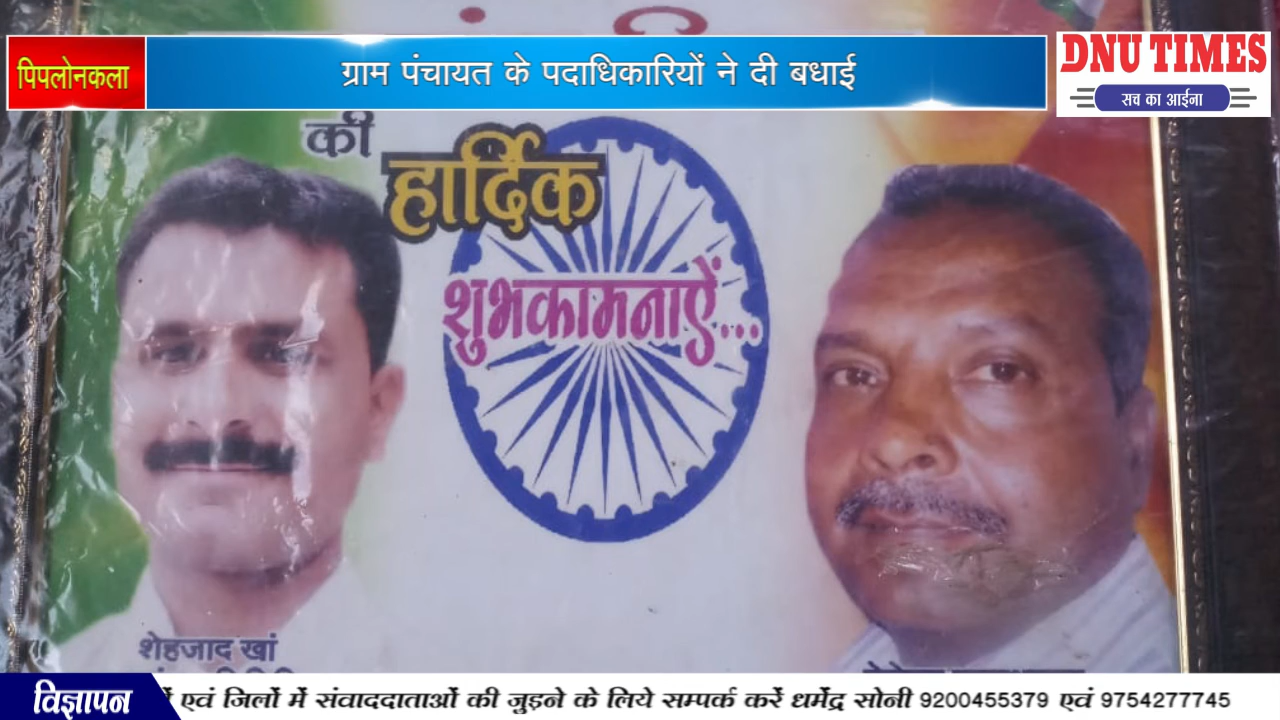 पिपलोनकला
ग्राम पंचायत के पदाधिकारियों ने दी बधाई
DNU TIMES
सच का आईना
की
हार्दिक
शुभकामनाऐं...
शेहजाद खां
विज्ञापन
एवं जिलों में संवाददाताओं की जुड़ने के लिये सम्पर्क करें धर्मेंद्र सोनी 9200455379 एवं 9754277745